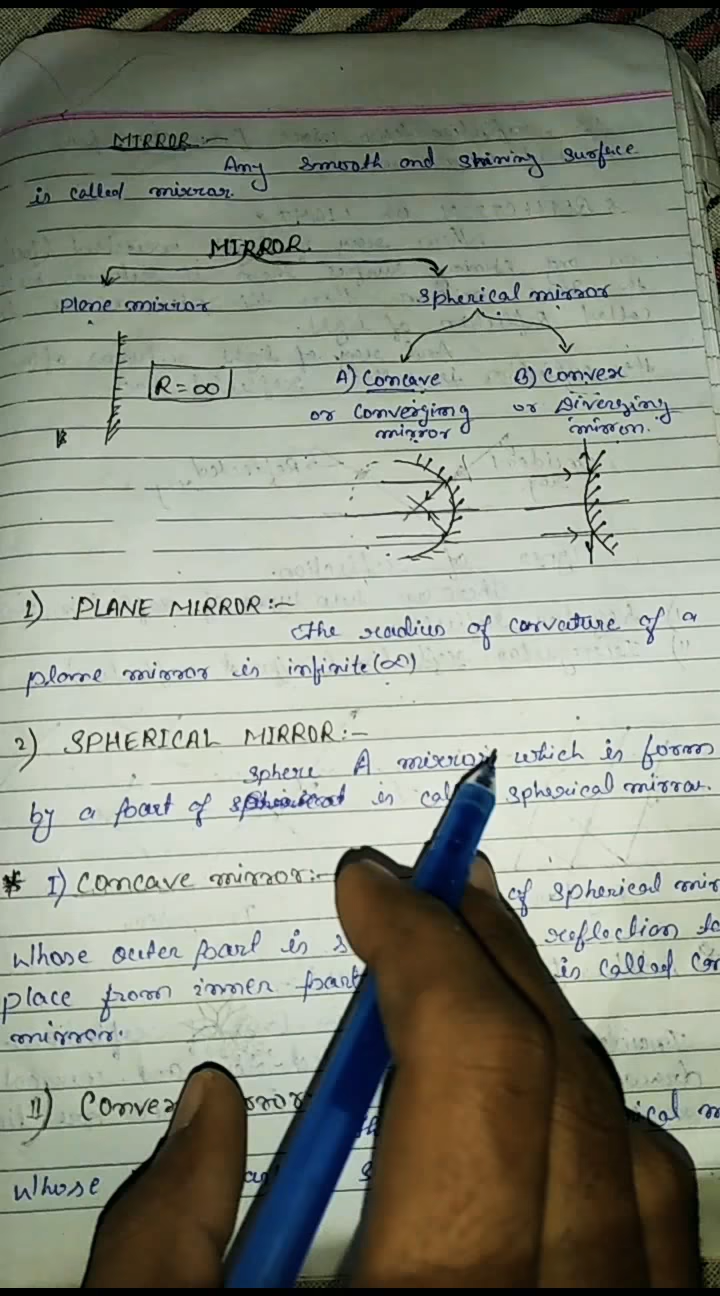 MIRROR :-
Any smooth and shining surface
is called mirror.
MIRROR
Plane mirror
Spherical mirror
R = ∞
A) Concave
or Converging
mirror
B) Convex
or Diverging
mirror.
1) PLANE MIRROR :-
The radius of curvature of a
plane mirror is infinite (∞)
2) SPHERICAL MIRROR :-
A mirror which is form
by a part of sphere is cal spherical mirror.
* I) Concave mirror :-
of spherical mir
Whose outer part is reflection ta
place from inner part is called con
mirror.
II) Conve
Whose